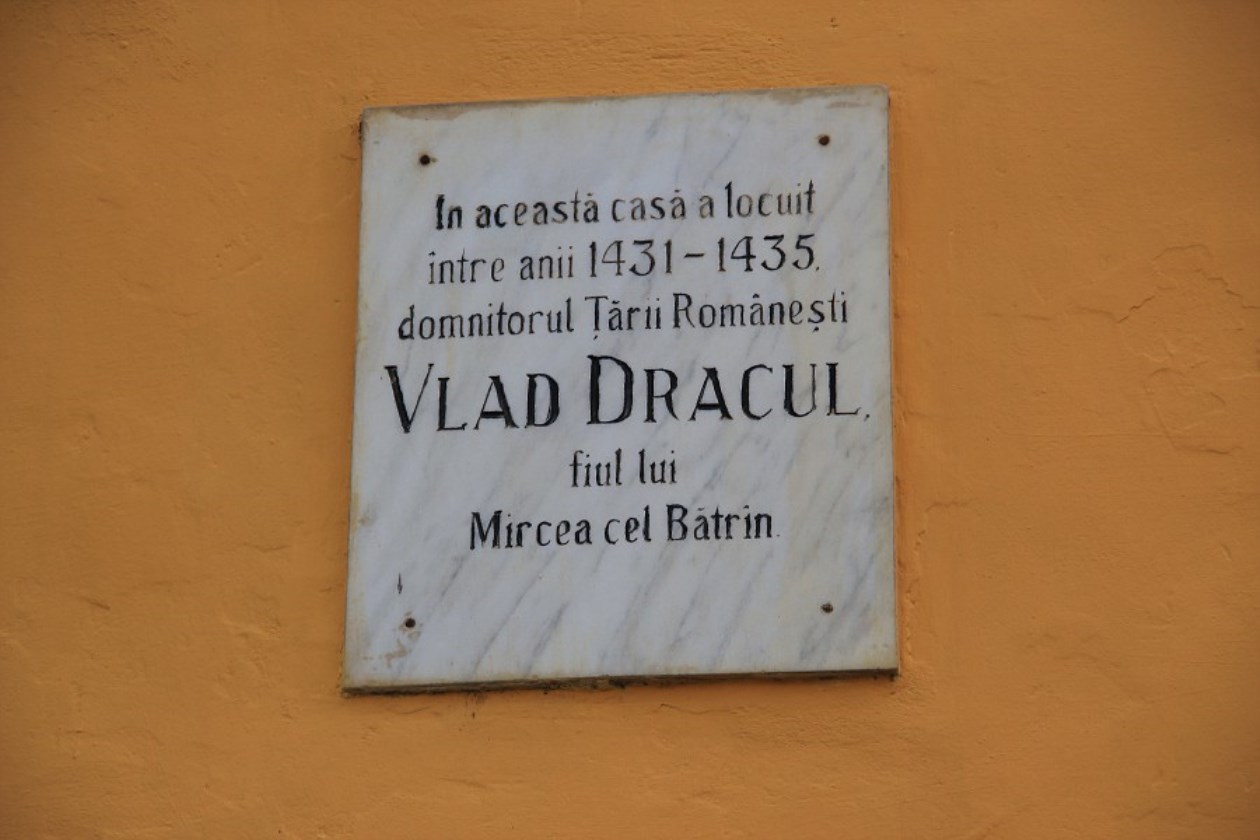 In această casă a locuit
între anii 1431-1435.
domnitorul Țării Românești
VLAD DRACUL,
fiul lui
Mircea cel Bătrîn.